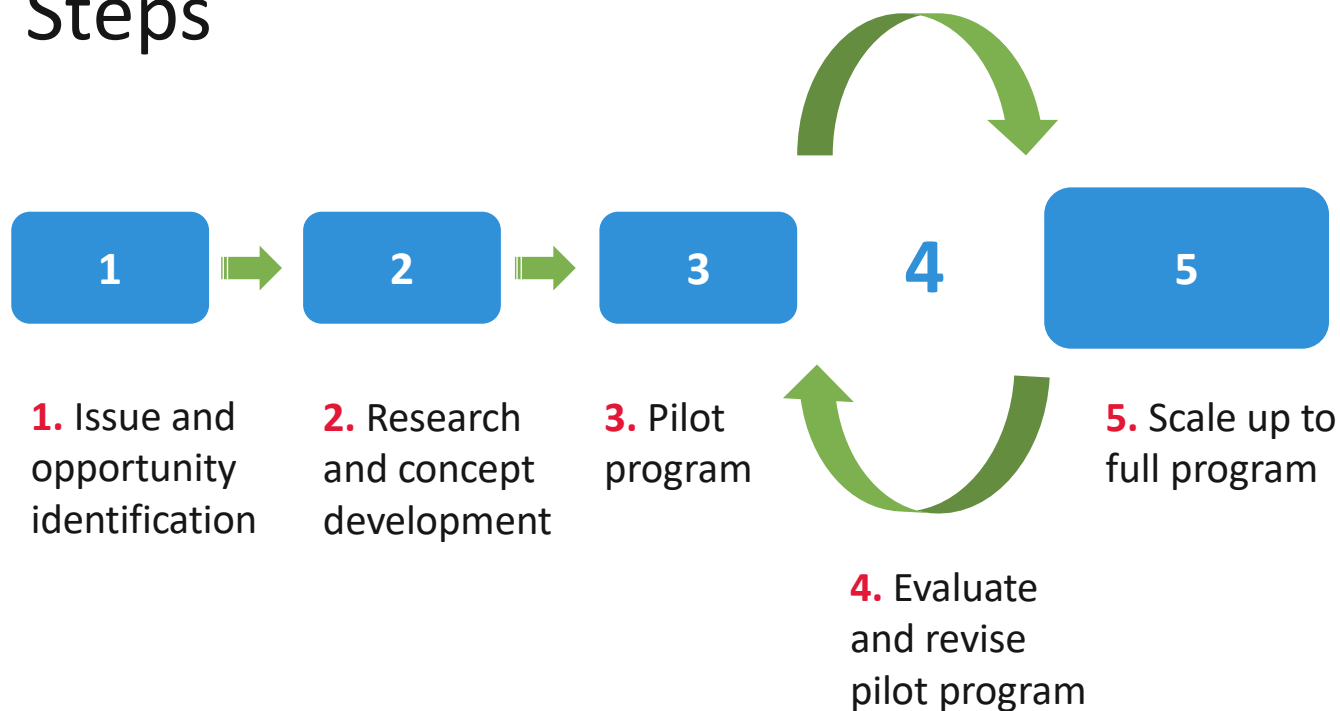 Steps
1
2
3
4
5
1. Issue and
opportunity
identification
2. Research
and concept
development
3. Pilot
program
4. Evaluate
and revise
pilot program
5. Scale up to
full program